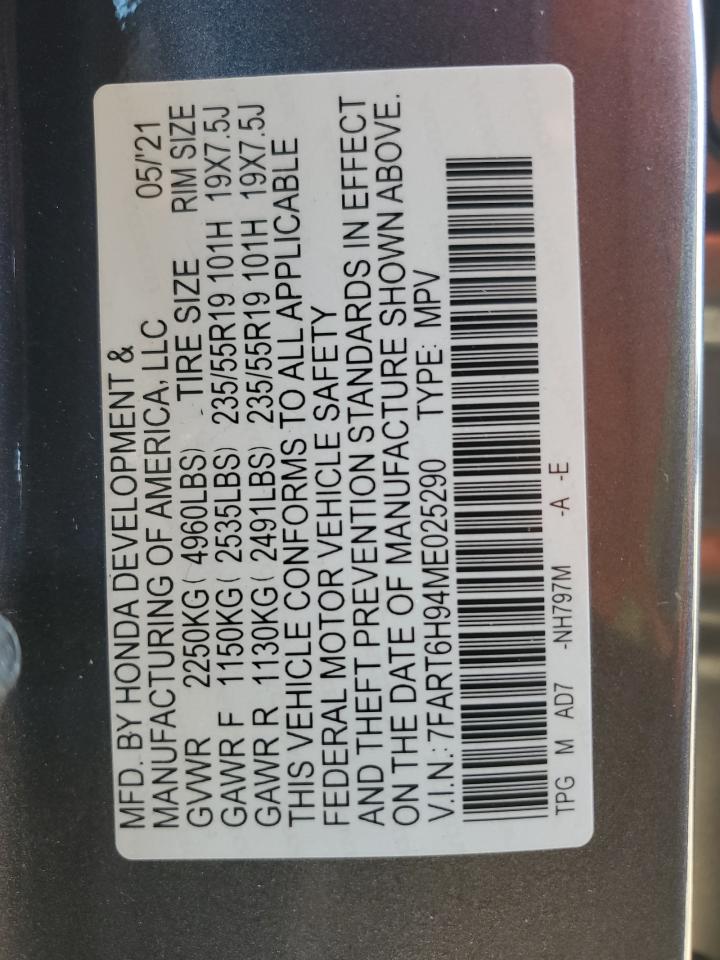 MFD. BY HONDA DEVELOPMENT &
MANUFACTURING OF AMERICA, LLC 05/'21
GVWR 2250KG( 4960LBS) TIRE SIZE RIM SIZE
GAWR F 1150KG( 2535LBS) 235/55R19 101H 19X7.5J
GAWR R 1130KG( 2491LBS) 235/55R19 101H 19X7.5J
THIS VEHICLE CONFORMS TO ALL APPLICABLE
FEDERAL MOTOR VEHICLE SAFETY
AND THEFT PREVENTION STANDARDS IN EFFECT
ON THE DATE OF MANUFACTURE SHOWN ABOVE.
V.I.N.: 7FART6H94ME025290 TYPE: MPV
TPG M AD7 -NH797M -A -E